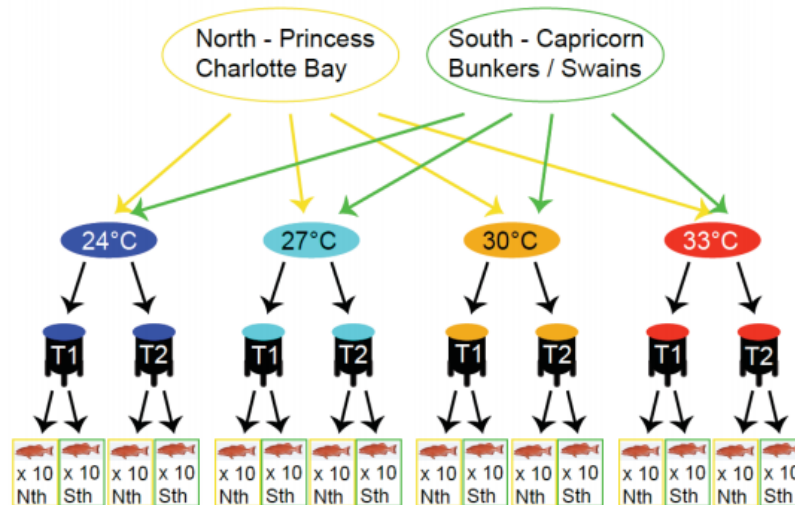 North - Princess
Charlotte Bay
South - Capricorn
Bunkers / Swains
24°C
27°C
30°C
33°C
T1
T2
T1
T2
T1
T2
T1
T2
x 10
Nth
x 10
Sth
x 10
Nth
x 10
Sth
x 10
Nth
x 10
Sth
x 10
Nth
x 10
Sth
x 10
Nth
x 10
Sth
x 10
Nth
x 10
Sth
x 10
Nth
x 10
Sth
x 10
Nth
x 10
Sth